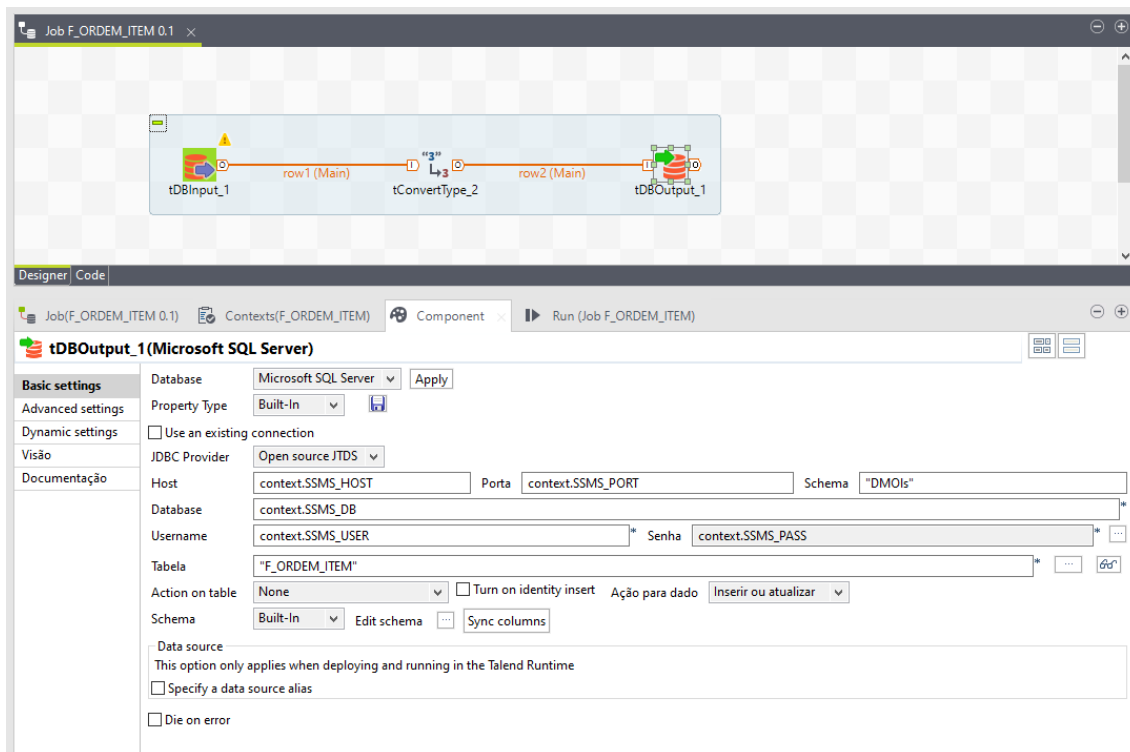 Job F_ORDEM_ITEM 0.1
"3"
3
row1 (Main)
row2 (Main)
tDBInput_1
tConvertType_2
tDBOutput_1
Designer Code
Job(F_ORDEM_ITEM 0.1) Contexts(F_ORDEM_ITEM) Component Run (Job F_ORDEM_ITEM)
tDBOutput_1(Microsoft SQL Server)
Basic settings
Advanced settings
Dynamic settings
Visão
Documentação
Database Microsoft SQL Server Apply
Property Type Built-In
Use an existing connection
JDBC Provider Open source JTDS
Host context.SSMS_HOST Porta context.SSMS_PORT Schema "DMOIs"
Database context.SSMS_DB *
Username context.SSMS_USER * Senha context.SSMS_PASS * ...
Tabela "F_ORDEM_ITEM" * ...
Action on table None Turn on identity insert Ação para dado Inserir ou atualizar
Schema Built-In Edit schema ... Sync columns
Data source
This option only applies when deploying and running in the Talend Runtime
Specify a data source alias
Die on error